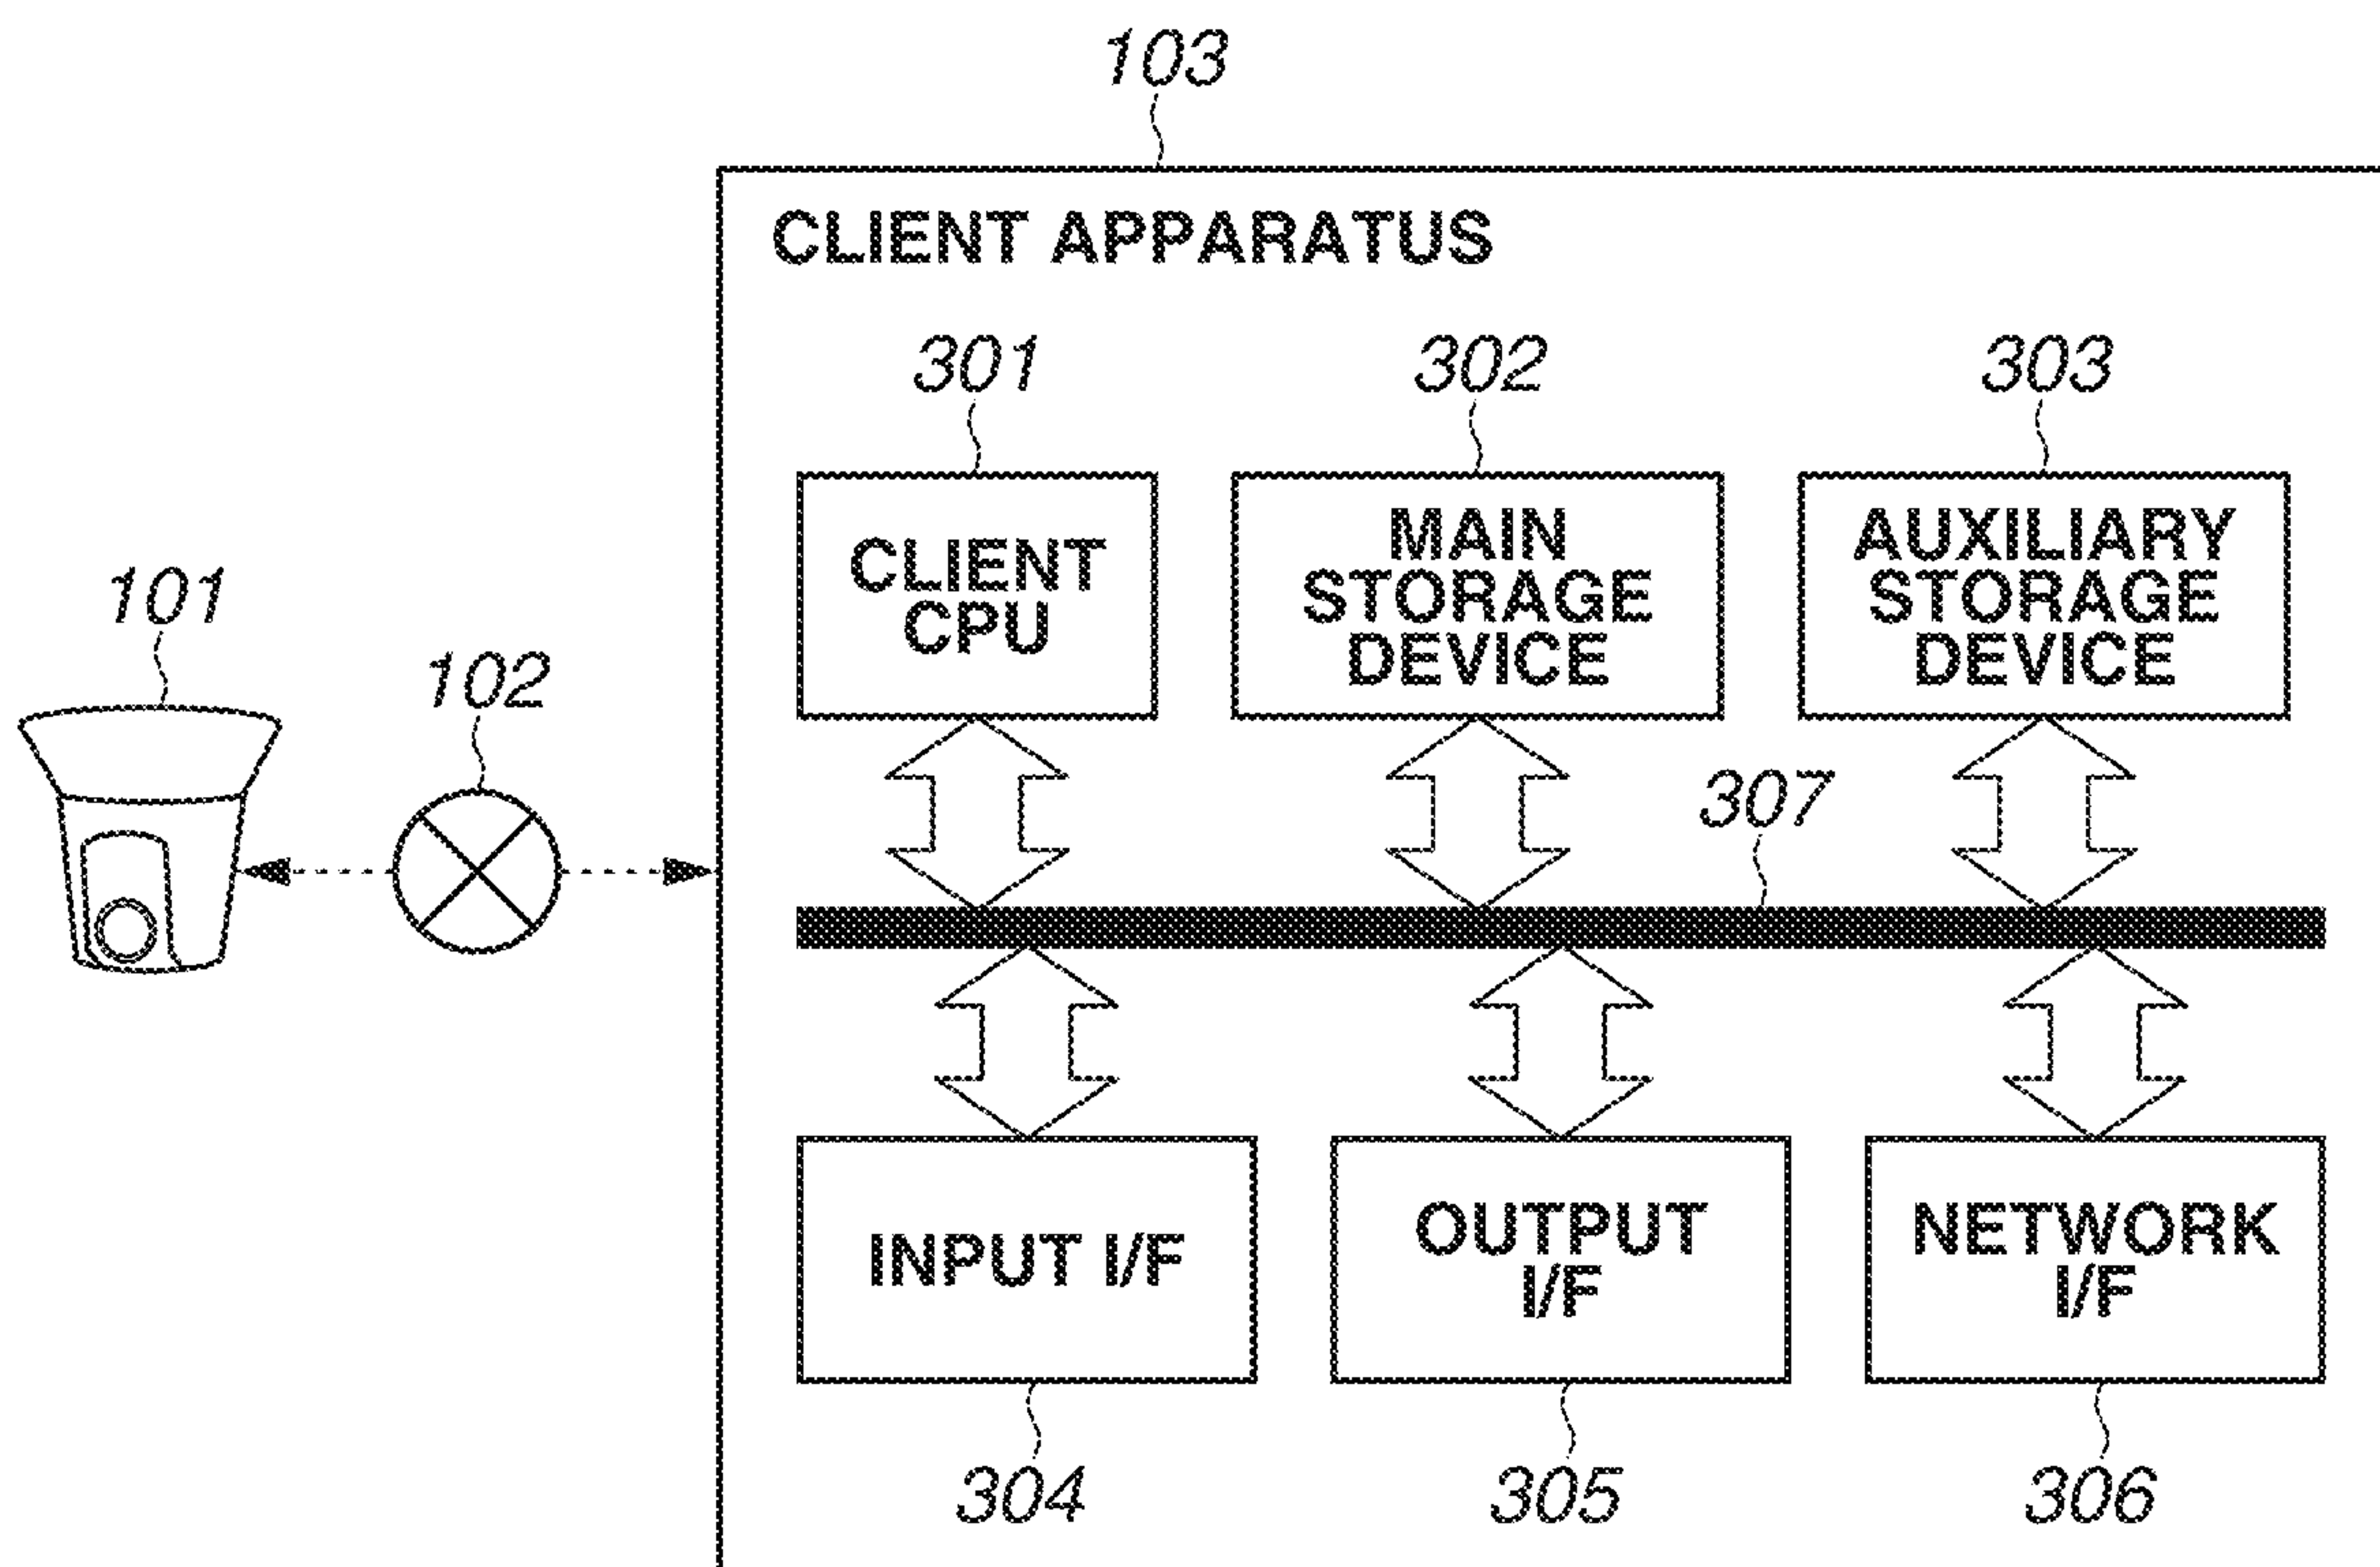 103
CLIENT APPARATUS
301
302
303
CLIENT
CPU
MAIN
STORAGE
DEVICE
AUXILIARY
STORAGE
DEVICE
101
102
307
INPUT I/F
OUTPUT
I/F
NETWORK
I/F
304
305
306